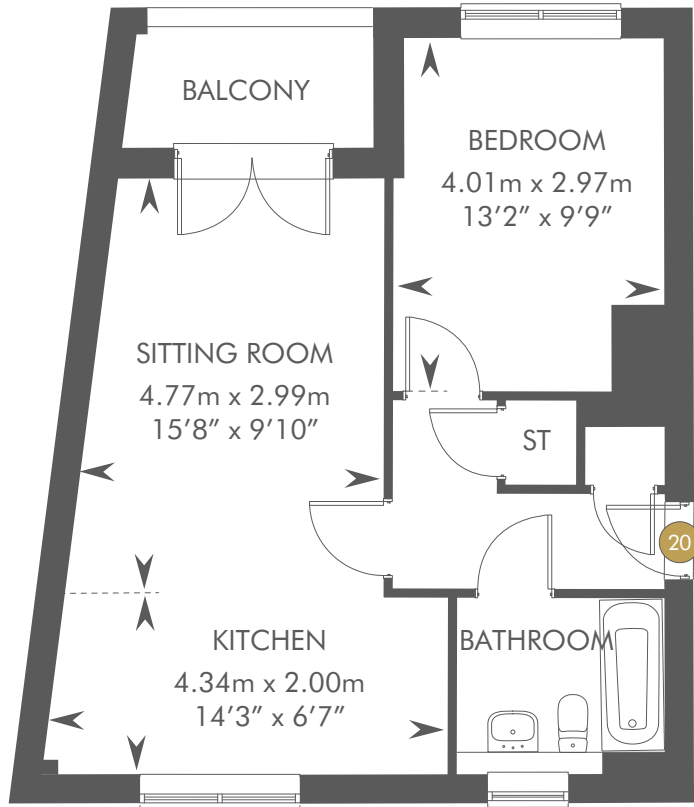 BALCONY
BEDROOM
4.01m x 2.97m
13’2” x 9’9”
SITTING ROOM
4.77m x 2.99m
15’8” x 9’10”
ST
20
KITCHEN
4.34m x 2.00m
14’3” x 6’7”
BATHROOM